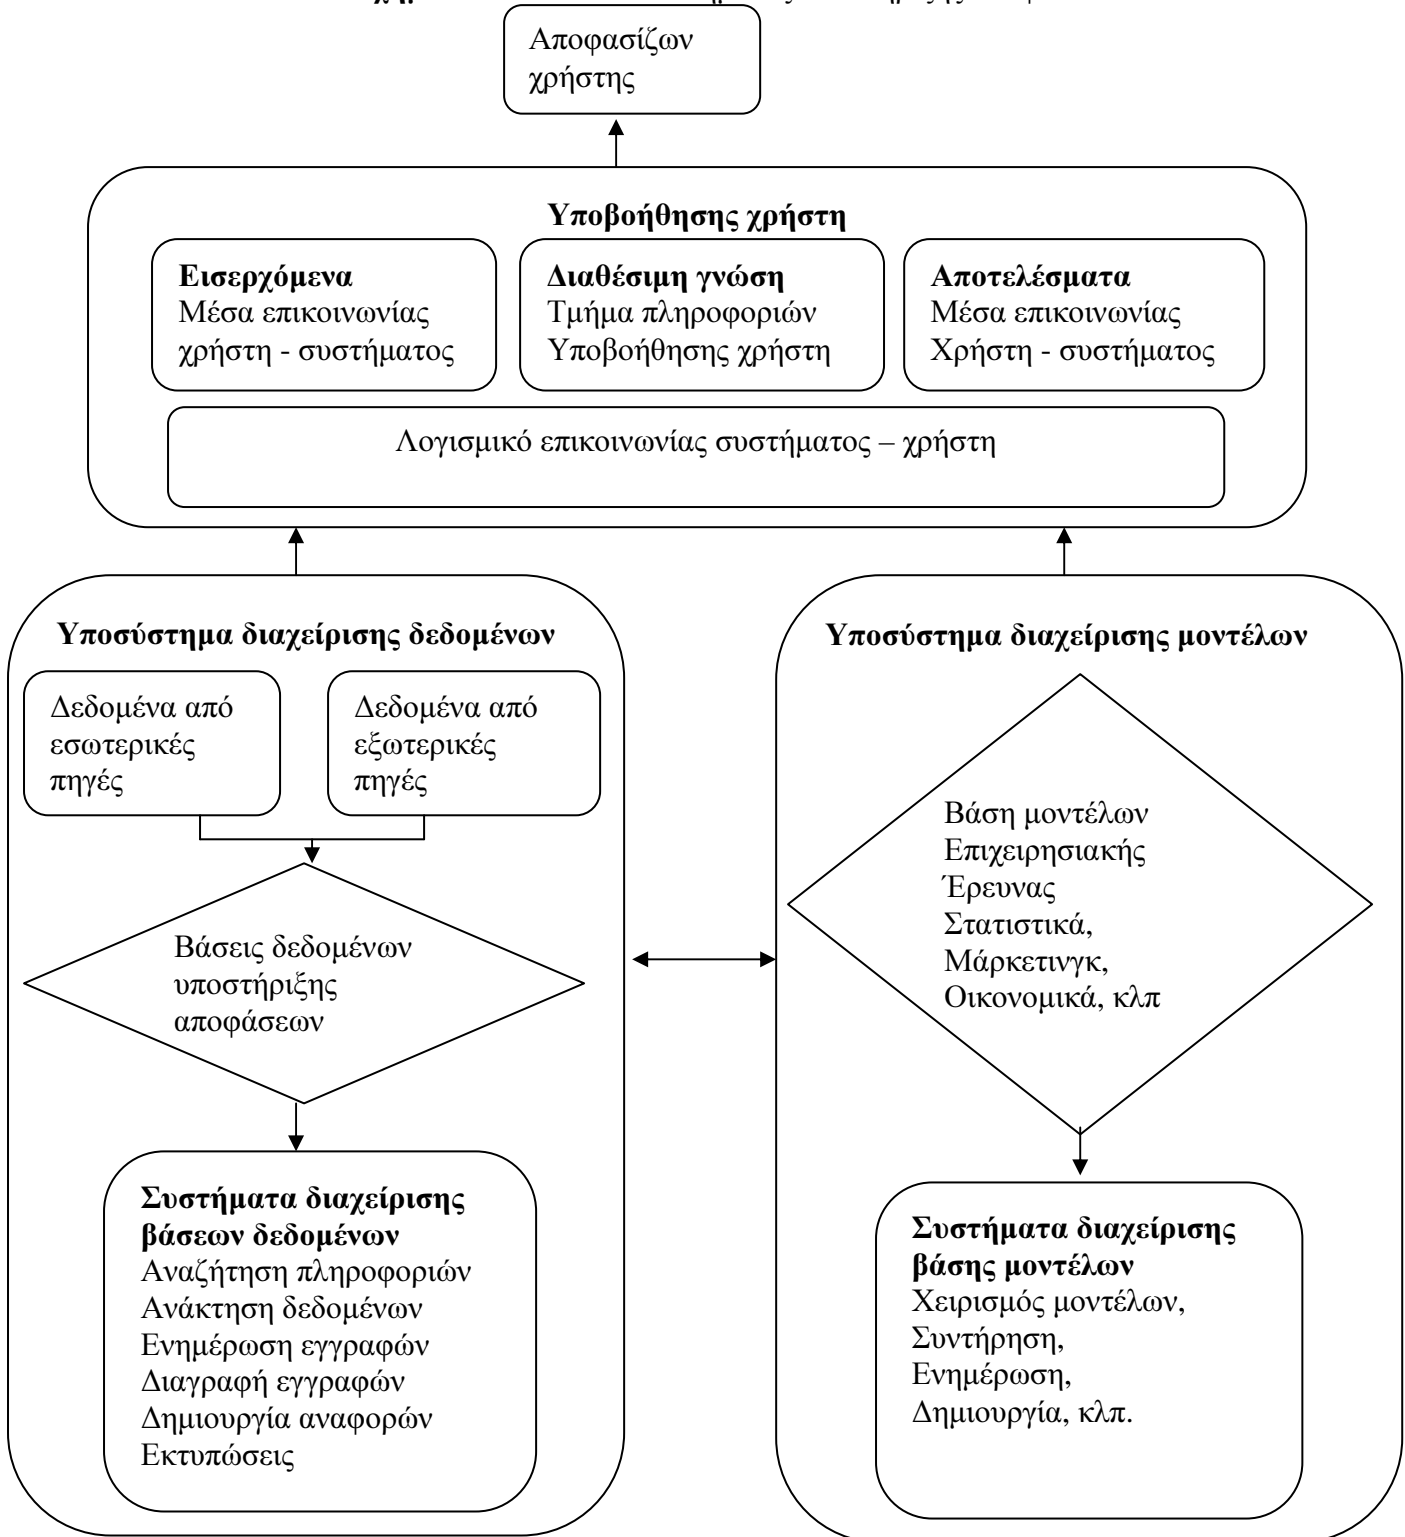 Αποφασίζων
χρήστης
Υποβοήθησης χρήστη
Εισερχόμενα
Μέσα επικοινωνίας
χρήστη - συστήματος
Διαθέσιμη γνώση
Τμήμα πληροφοριών
Υποβοήθησης χρήστη
Αποτελέσματα
Μέσα επικοινωνίας
Χρήστη - συστήματος
Λογισμικό επικοινωνίας συστήματος – χρήστη
Υποσύστημα διαχείρισης δεδομένων
Δεδομένα από
εσωτερικές
πηγές
Δεδομένα από
εξωτερικές
πηγές
Βάσεις δεδομένων
υποστήριξης
αποφάσεων
Συστήματα διαχείρισης
βάσεων δεδομένων
Αναζήτηση πληροφοριών
Ανάκτηση δεδομένων
Ενημέρωση εγγραφών
Διαγραφή εγγραφών
Δημιουργία αναφορών
Εκτυπώσεις
Υποσύστημα διαχείρισης μοντέλων
Βάση μοντέλων
Επιχειρησιακής
Έρευνας
Στατιστικά,
Μάρκετινγκ,
Οικονομικά, κλπ
Συστήματα διαχείρισης
βάσης μοντέλων
Χειρισμός μοντέλων,
Συντήρηση,
Ενημέρωση,
Δημιουργία, κλπ.